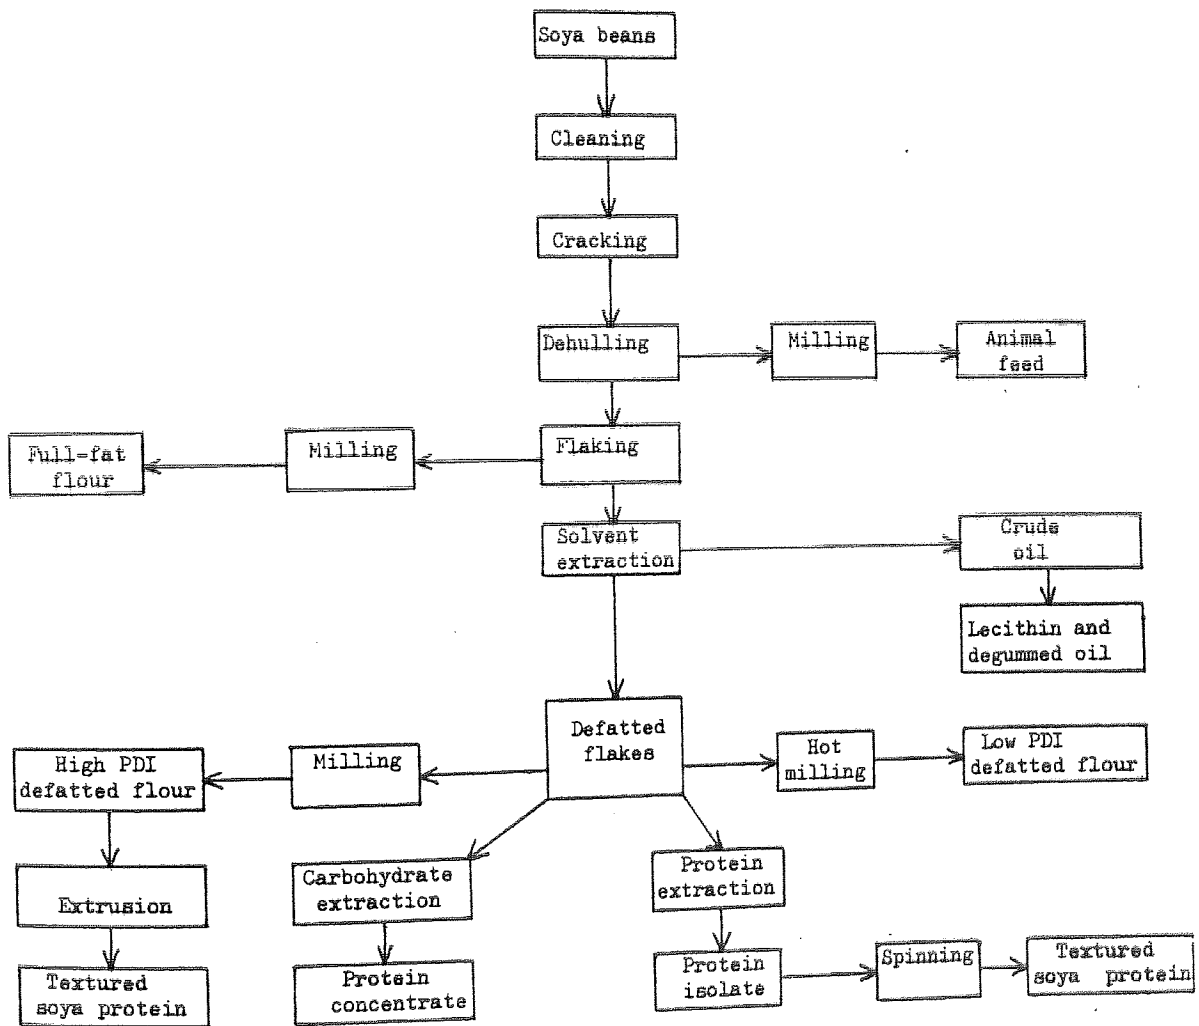 Soya beans
Cleaning
Cracking
Dehulling
Milling
Animal
feed
Full-fat
flour
Milling
Flaking
Solvent
extraction
Crude
oil
Lecithin and
degummed oil
Defatted
flakes
High PDI
defatted flour
Milling
Hot
milling
Low PDI
defatted flour
Extrusion
Carbohydrate
extraction
Protein
extraction
Textured
soya protein
Protein
concentrate
Protein
isolate
Spinning
Textured
soya protein